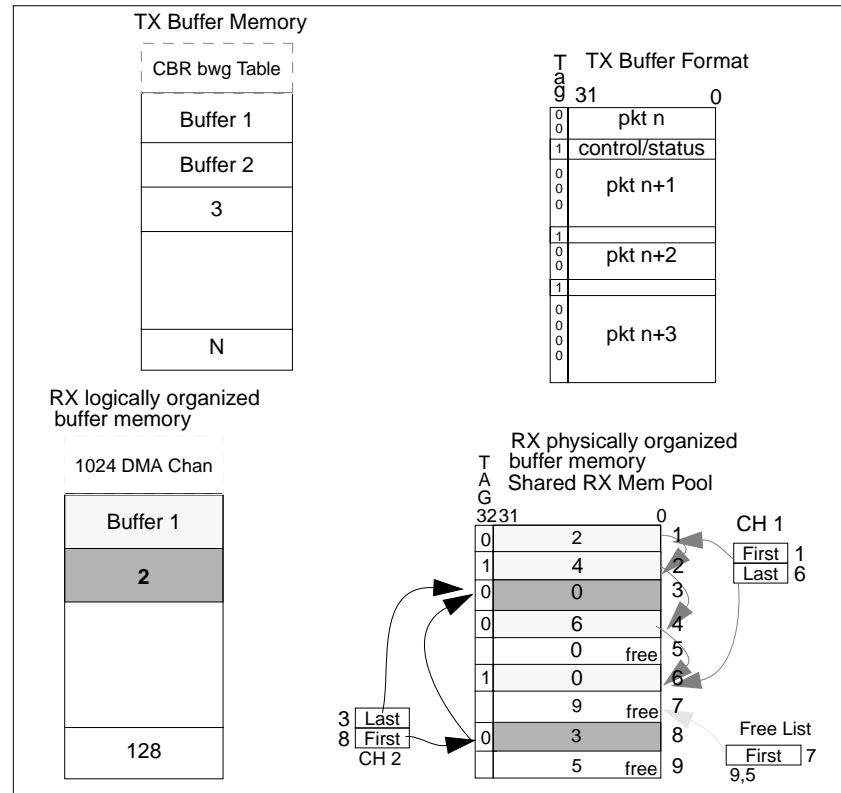 TX Buffer Memory
CBR bwg Table
Buffer 1
Buffer 2
3
N
TX Buffer Format
Tag
31 0
0 0 pkt n
1 control/status
0 0 0 pkt n+1
1
0 0 pkt n+2
1
0 0 0 0 pkt n+3
RX logically organized
buffer memory
1024 DMA Chan
Buffer 1
2
128
RX physically organized
buffer memory
Shared RX Mem Pool
TAG
32 31 0
0 2 1
1 4 2
0 0 3
0 6 4
0 free 5
1 0 6
9 free 7
0 3 8
5 free 9
CH 1
First 1
Last 6
3 Last
8 First
CH 2
Free List
First 7
9,5